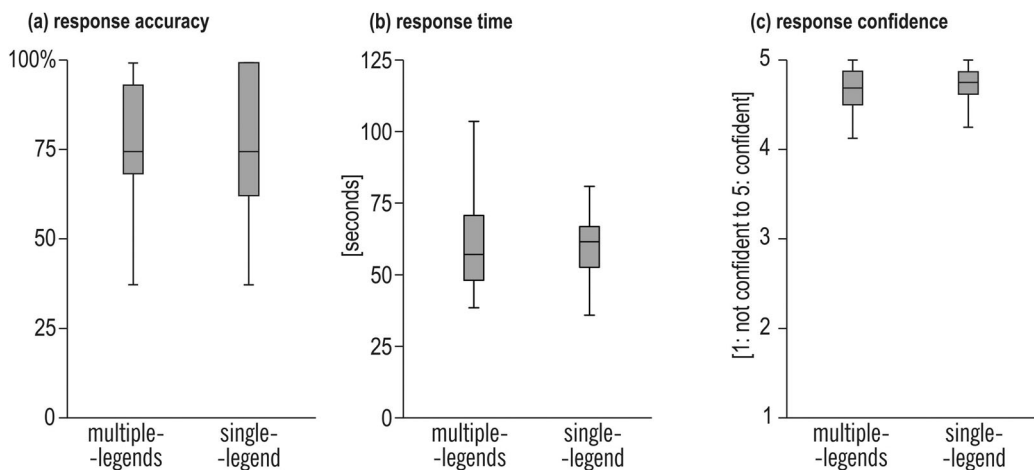 (a) response accuracy
100%
75
50
75
0
multiple-
-legends
single-
-legend
(b) response time
125
100
75
50
25
0
[seconds]
multiple-
-legends
single-
-legend
(c) response confidence
5
4
3
2
1
[1: not confident to 5: confident]
multiple-
-legends
single-
-legend